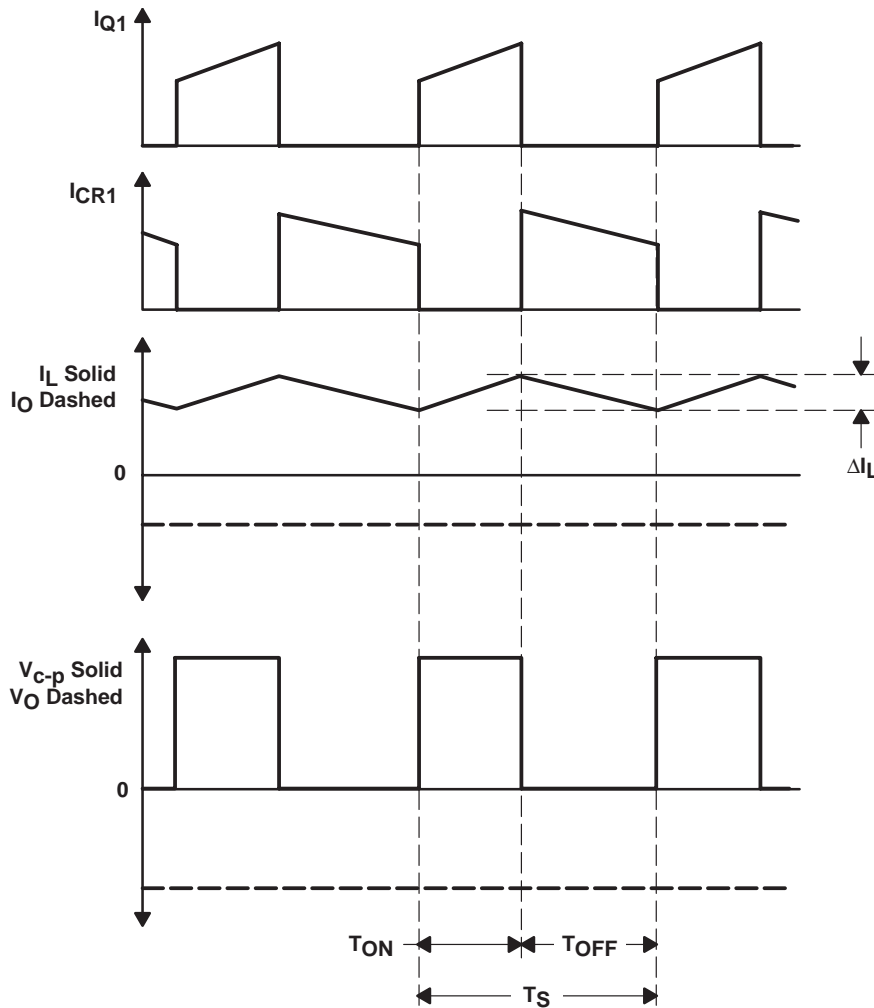 IQ1
ICR1
IL Solid
IO Dashed
0
ΔIL
Vc-p Solid
VO Dashed
0
TON
TOFF
TS